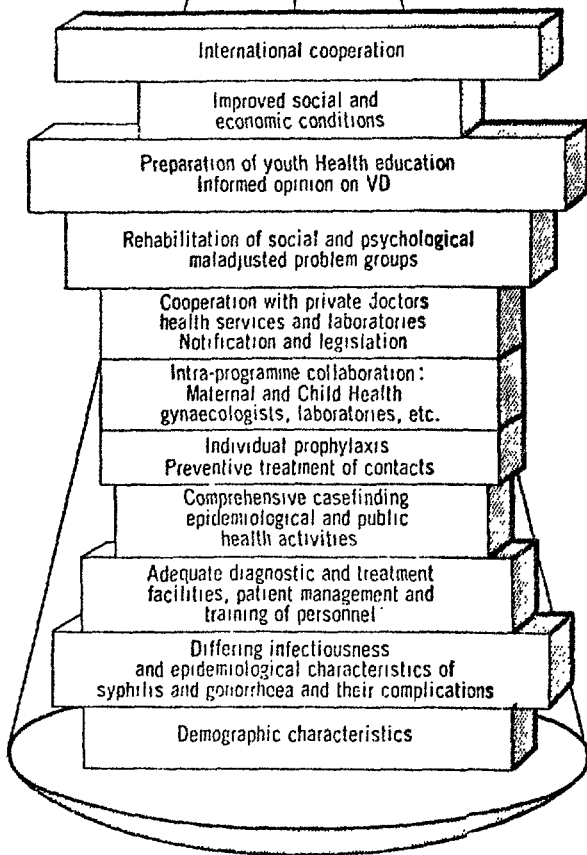 International cooperation
Improved social and
economic conditions
Preparation of youth Health education
Informed opinion on VD
Rehabilitation of social and psychological
maladjusted problem groups
Cooperation with private doctors
health services and laboratories
Notification and legislation
Intra-programme collaboration:
Maternal and Child Health
gynaecologists, laboratories, etc.
Individual prophylaxis
Preventive treatment of contacts
Comprehensive casefinding
epidemiological and public
health activities
Adequate diagnostic and treatment
facilities, patient management and
training of personnel
Differing infectiousness
and epidemiological characteristics of
syphilis and gonorrhoea and their complications
Demographic characteristics